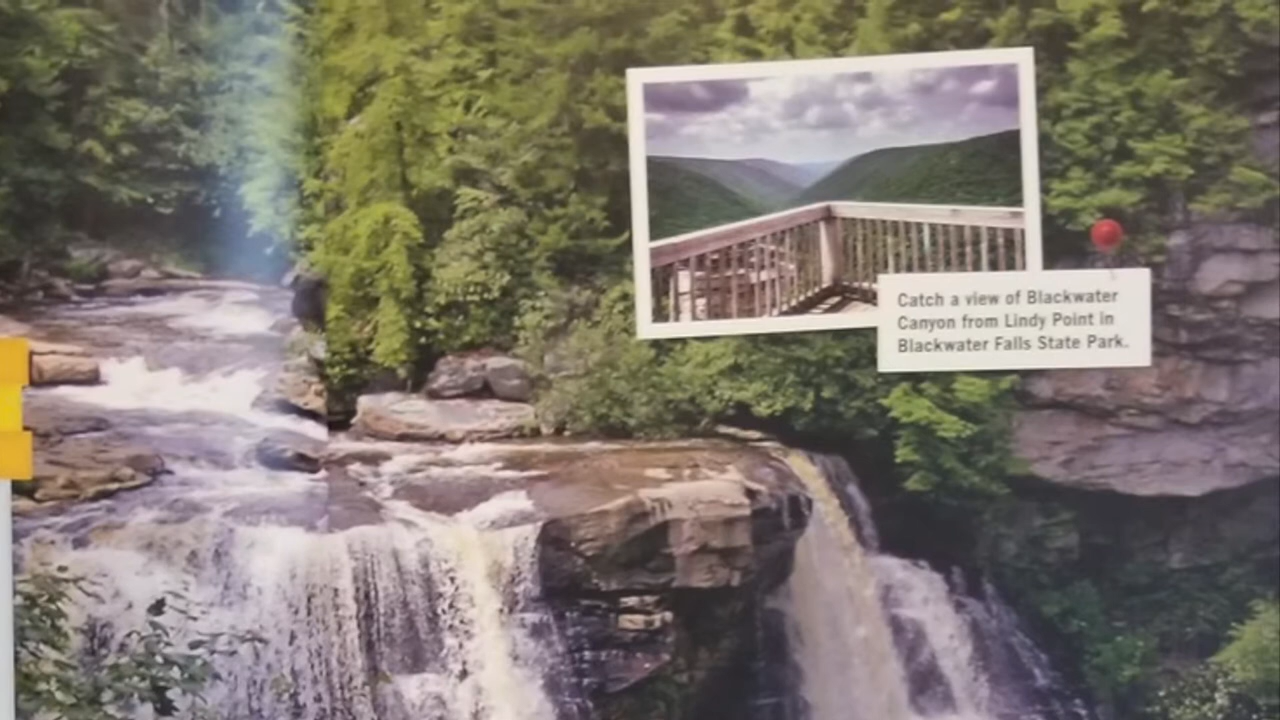 Catch a view of Blackwater
Canyon from Lindy Point in
Blackwater Falls State Park.